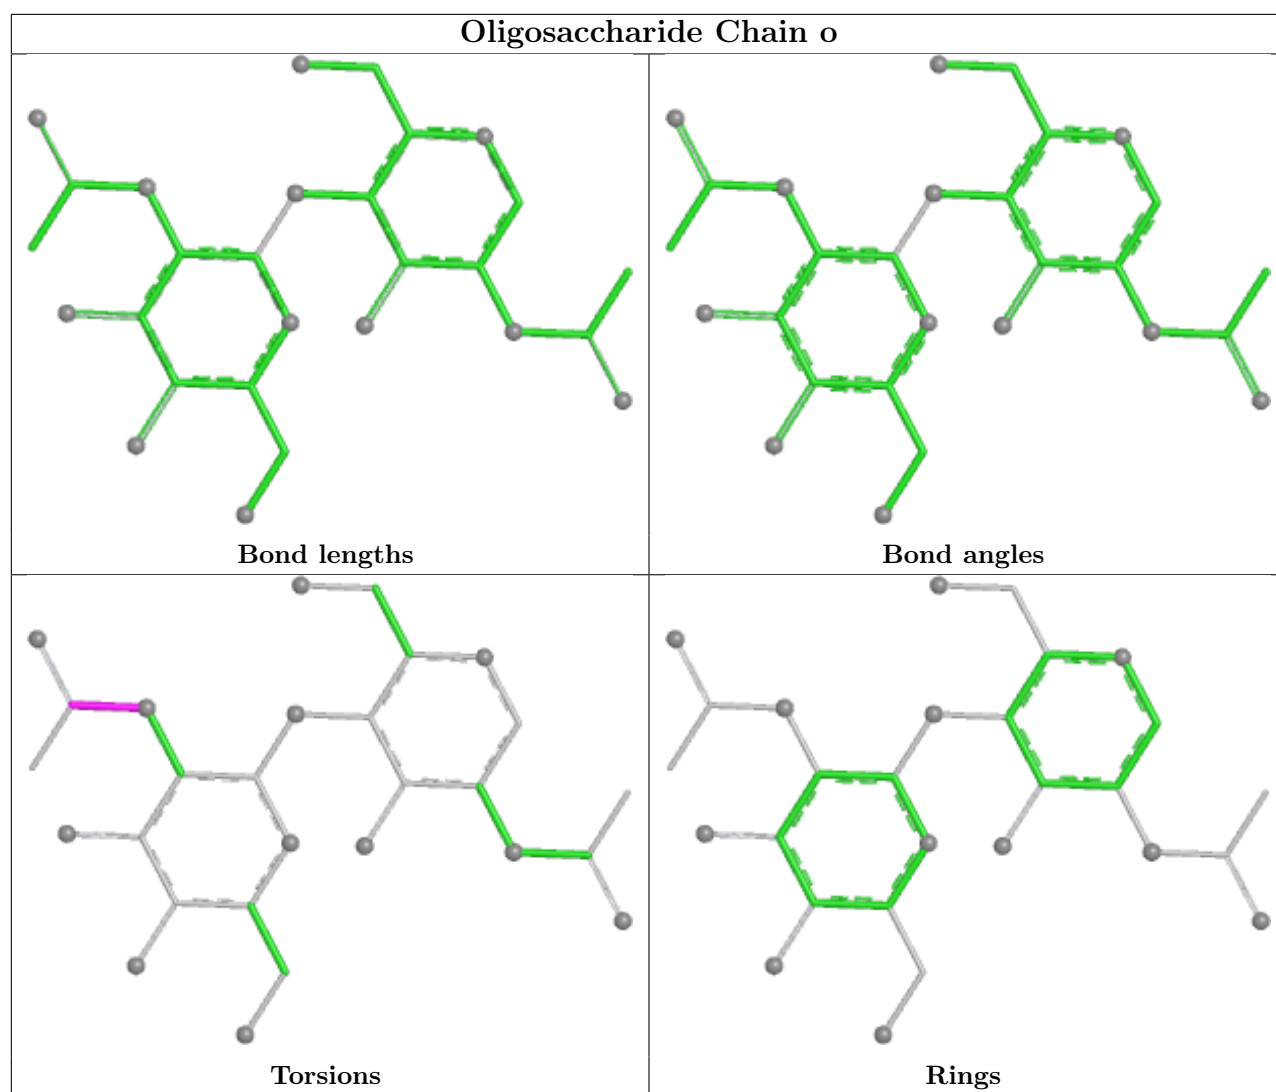 Oligosaccharide Chain o
Bond lengths
Bond angles
Torsions
Rings